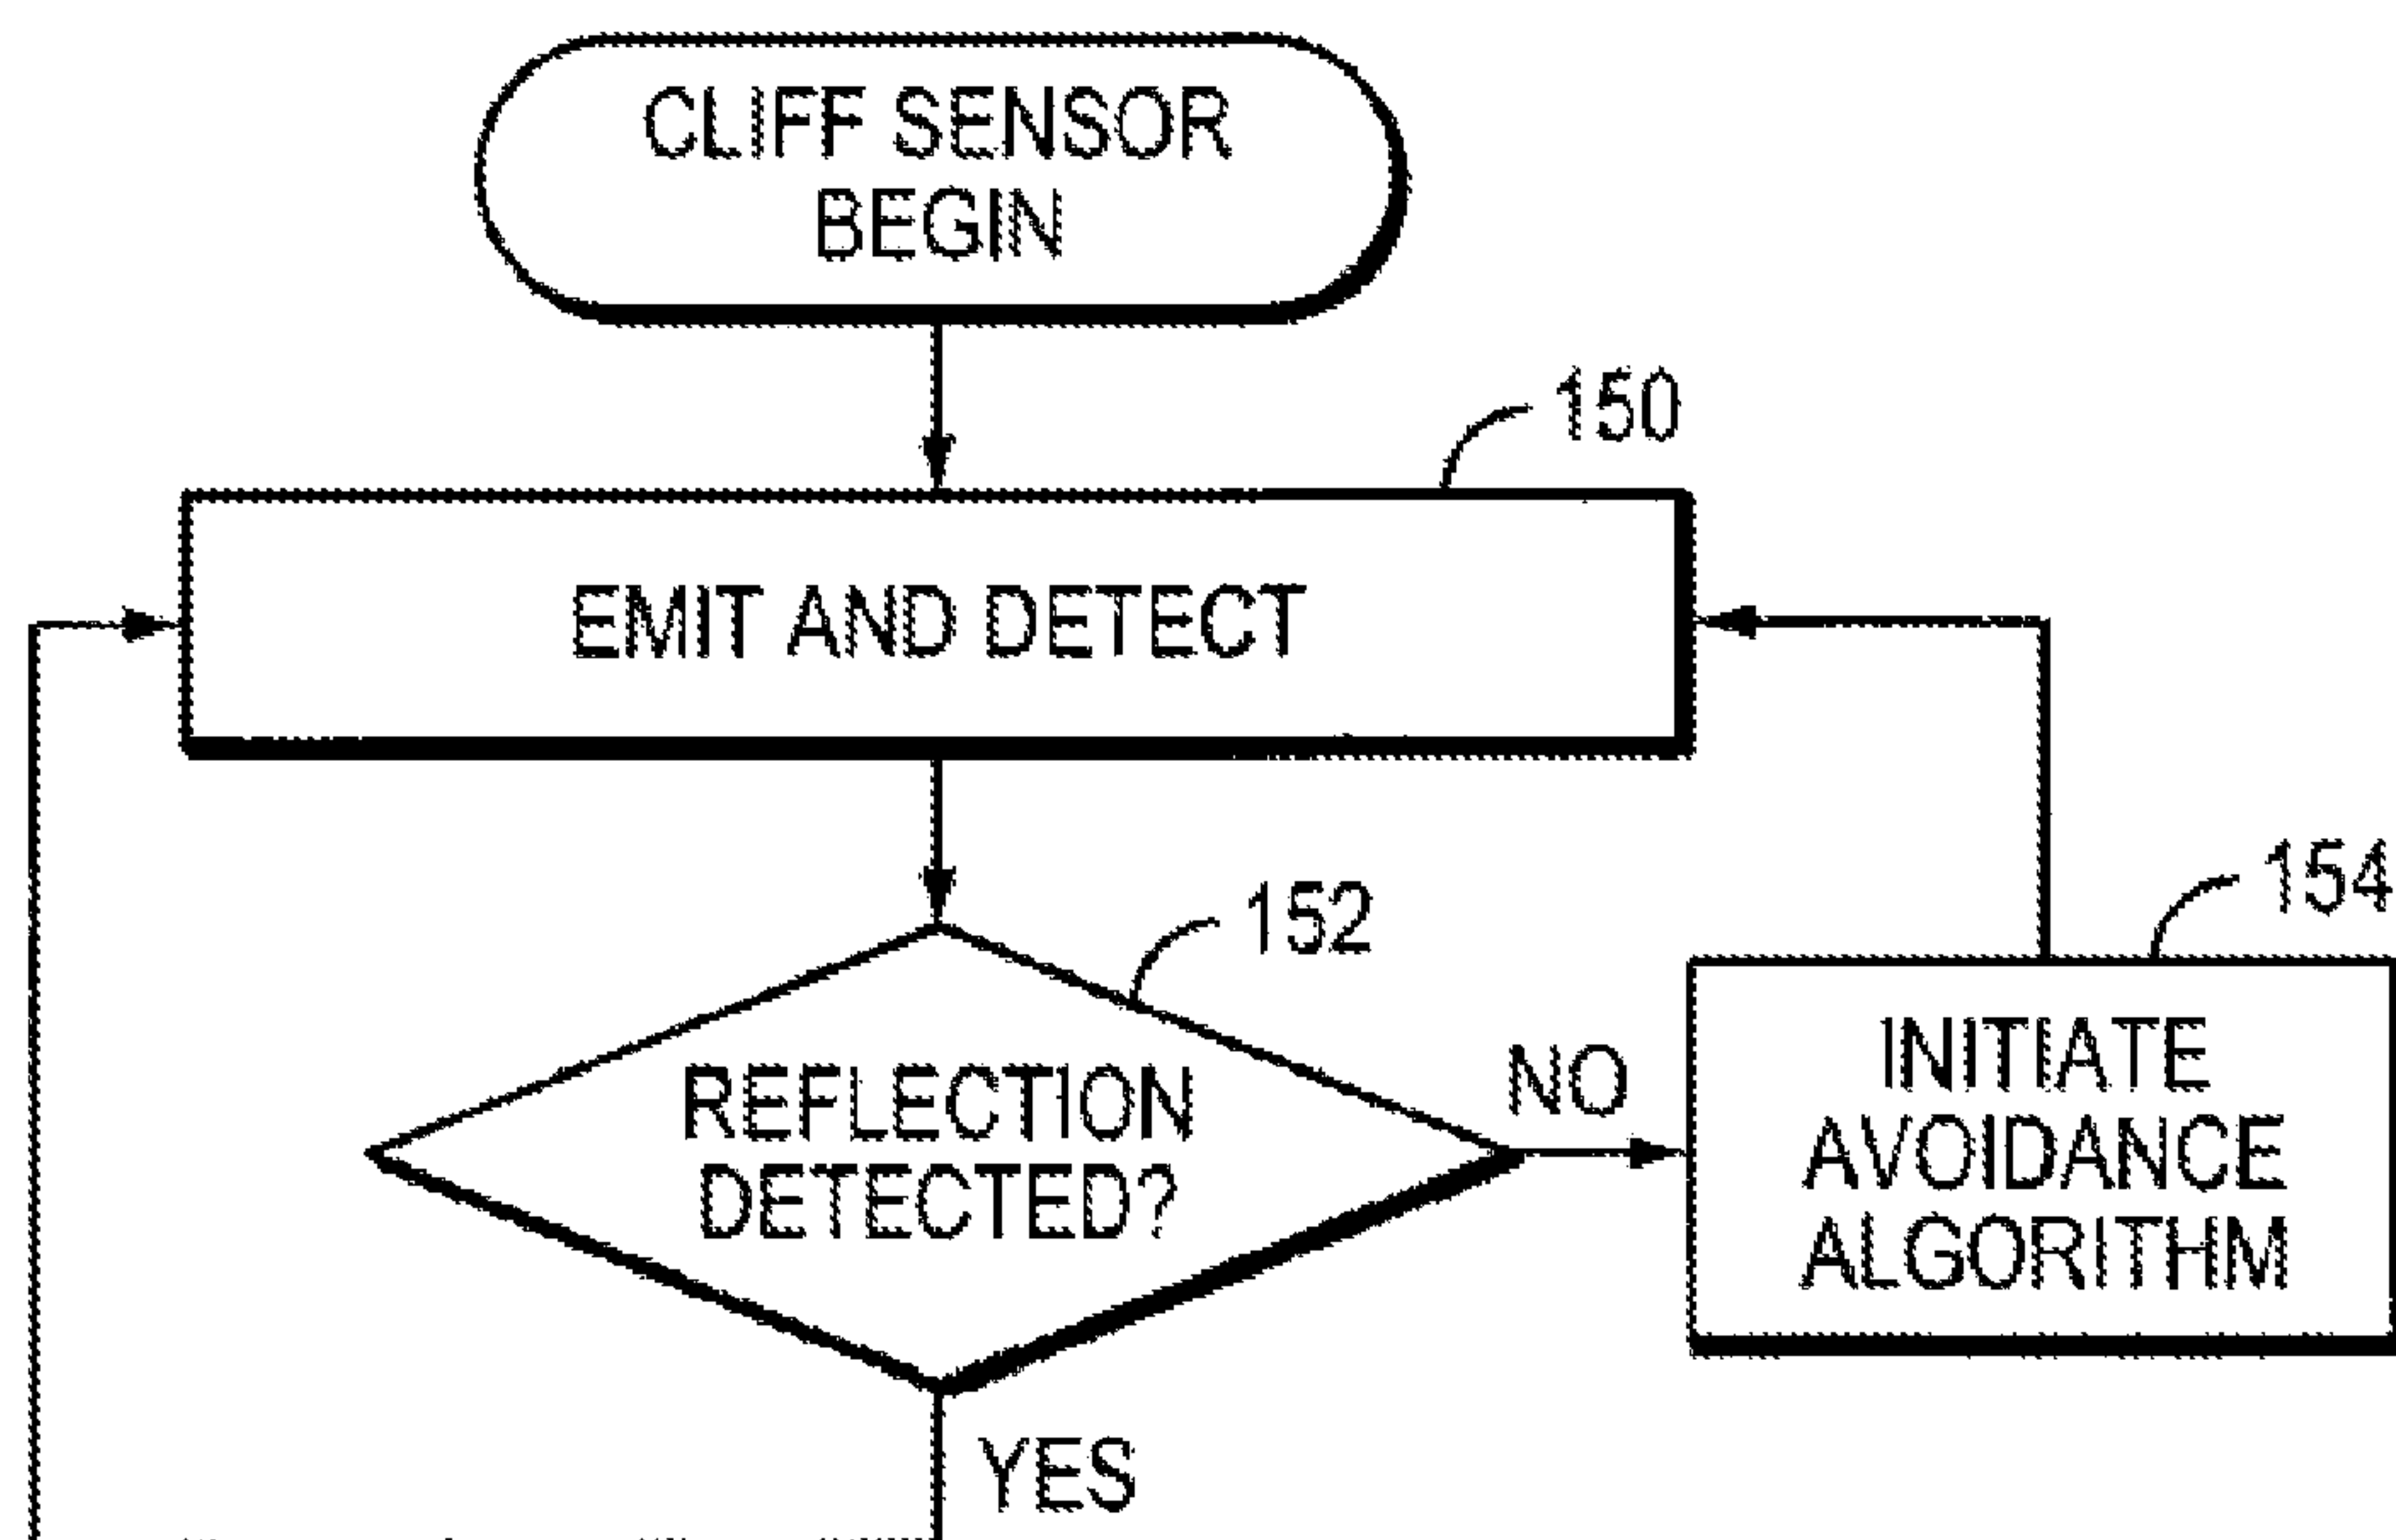 CLIFF SENSOR
BEGIN
150
EMIT AND DETECT
152
154
REFLECTION
DETECTED?
NO
INITIATE
AVOIDANCE
ALGORITHM
YES